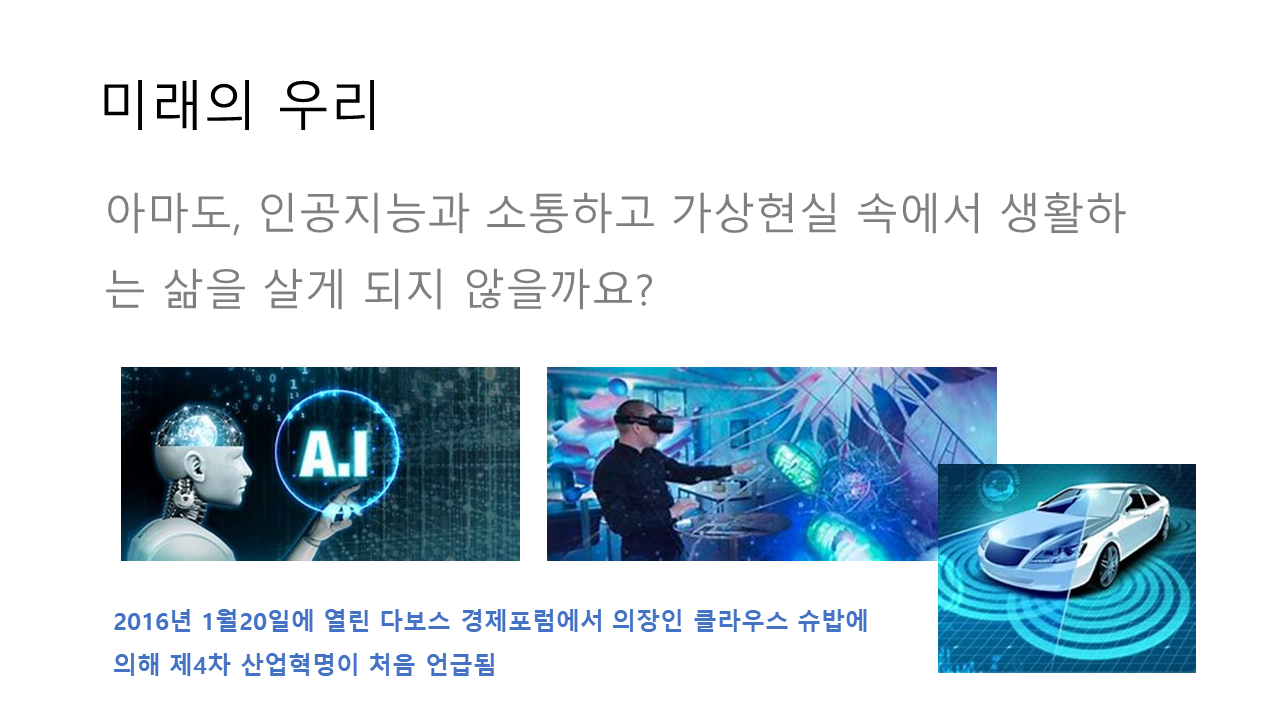 미래의 우리
아마도, 인공지능과 소통하고 가상현실 속에서 생활하
는 삶을 살게 되지 않을까요?
A.I
2016년 1월20일에 열린 다보스 경제포럼에서 의장인 클라우스 슈밥에
의해 제4차 산업혁명이 처음 언급됨